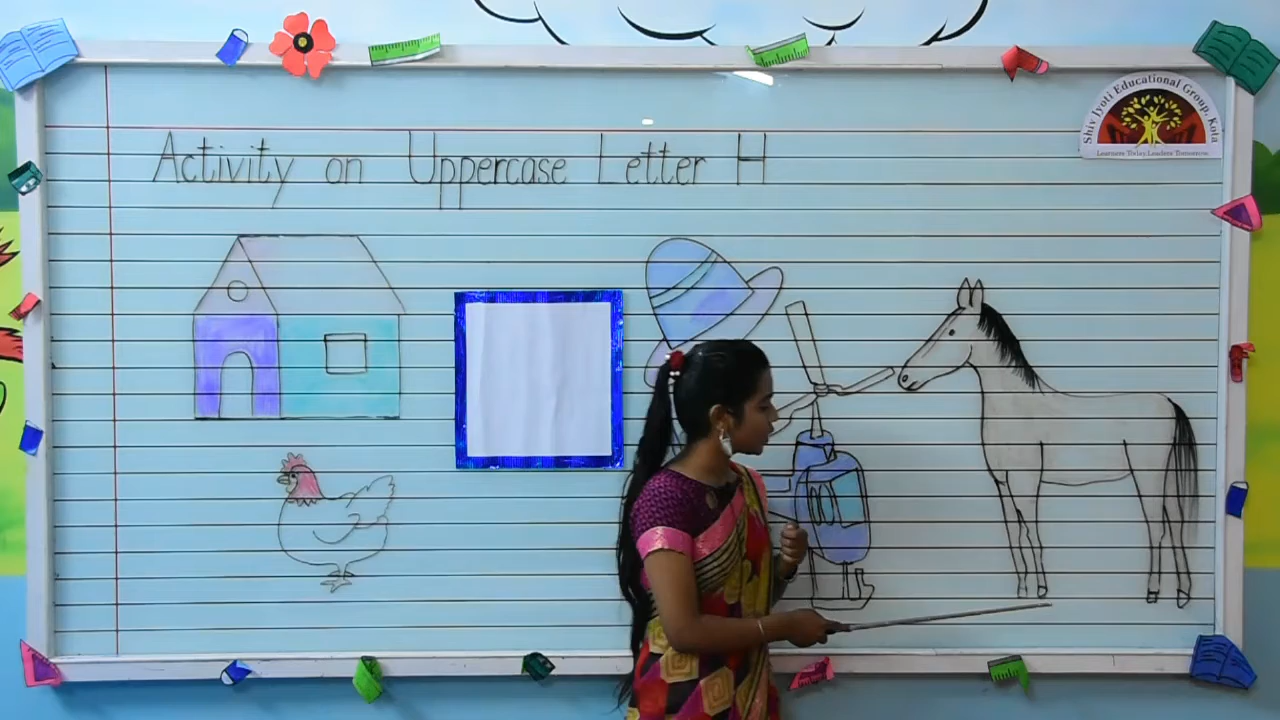 Activity on Uppercase Letter H
Shiv Jyoti Educational Group, Kota
Learners Today, Leaders Tomorrow